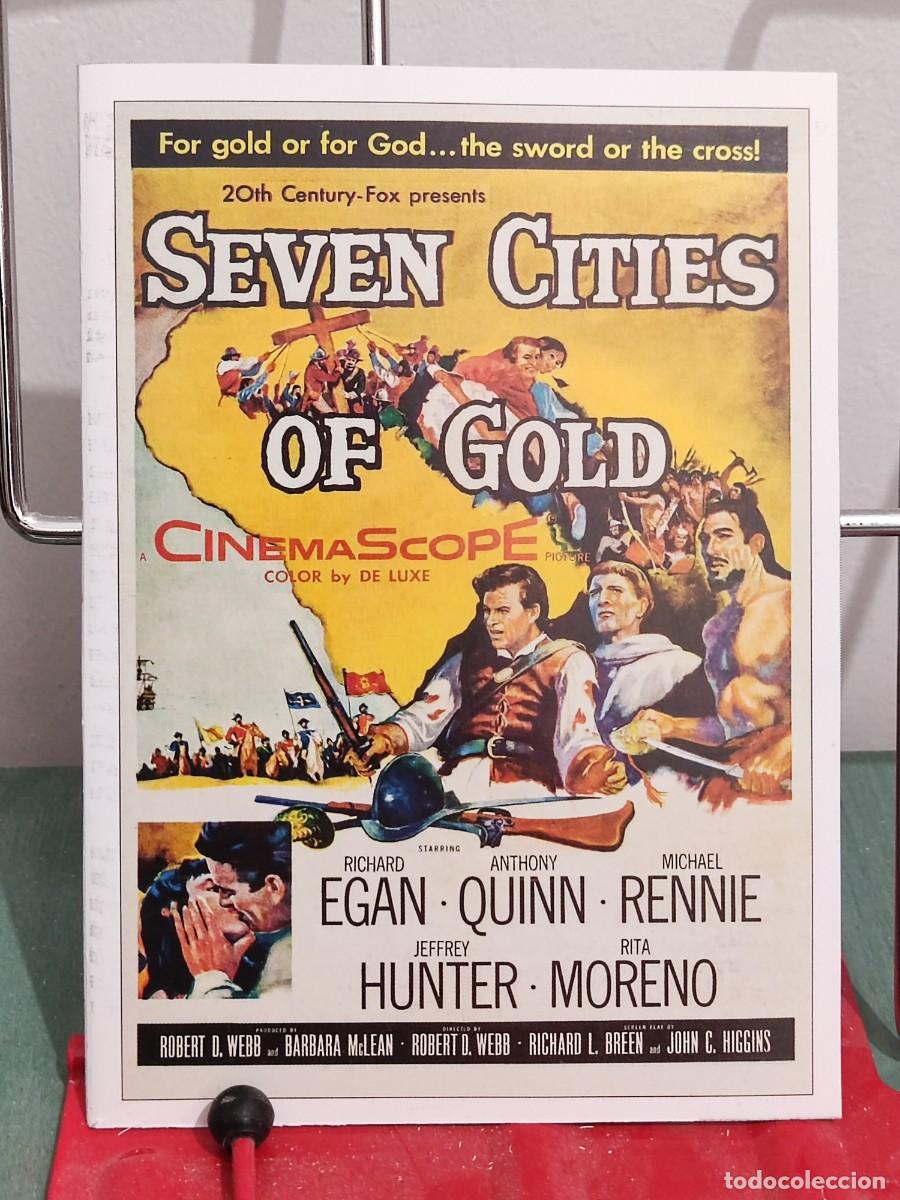 For gold or for God...the sword or the cross!
20th Century-Fox presents
SEVEN CITIES
OF GOLD
A CINEMASCOPE PICTURE
COLOR by DE LUXE
STARRING
RICHARD EGAN · ANTHONY QUINN · MICHAEL RENNIE
JEFFREY HUNTER · RITA MORENO
PRODUCED BY DIRECTED BY SCREEN PLAY BY
ROBERT D. WEBB and BARBARA McLEAN · ROBERT D. WEBB · RICHARD L. BREEN and JOHN C. HIGGINS
todocoleccion